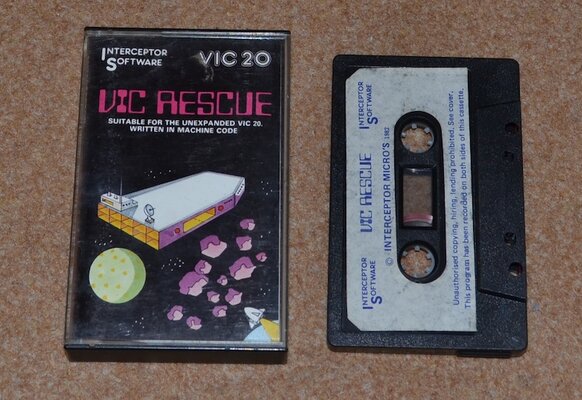 INTERCEPTOR
SOFTWARE
VIC 20
VIC RESCUE
SUITABLE FOR THE UNEXPANDED VIC 20.
WRITTEN IN MACHINE CODE
INTERCEPTOR
SOFTWARE
VIC RESCUE
INTERCEPTOR
SOFTWARE
© INTERCEPTOR MICRO'S 1982
Unauthorised copying, hiring, lending prohibited. See cover.
This program has been recorded on both sides of this cassette.